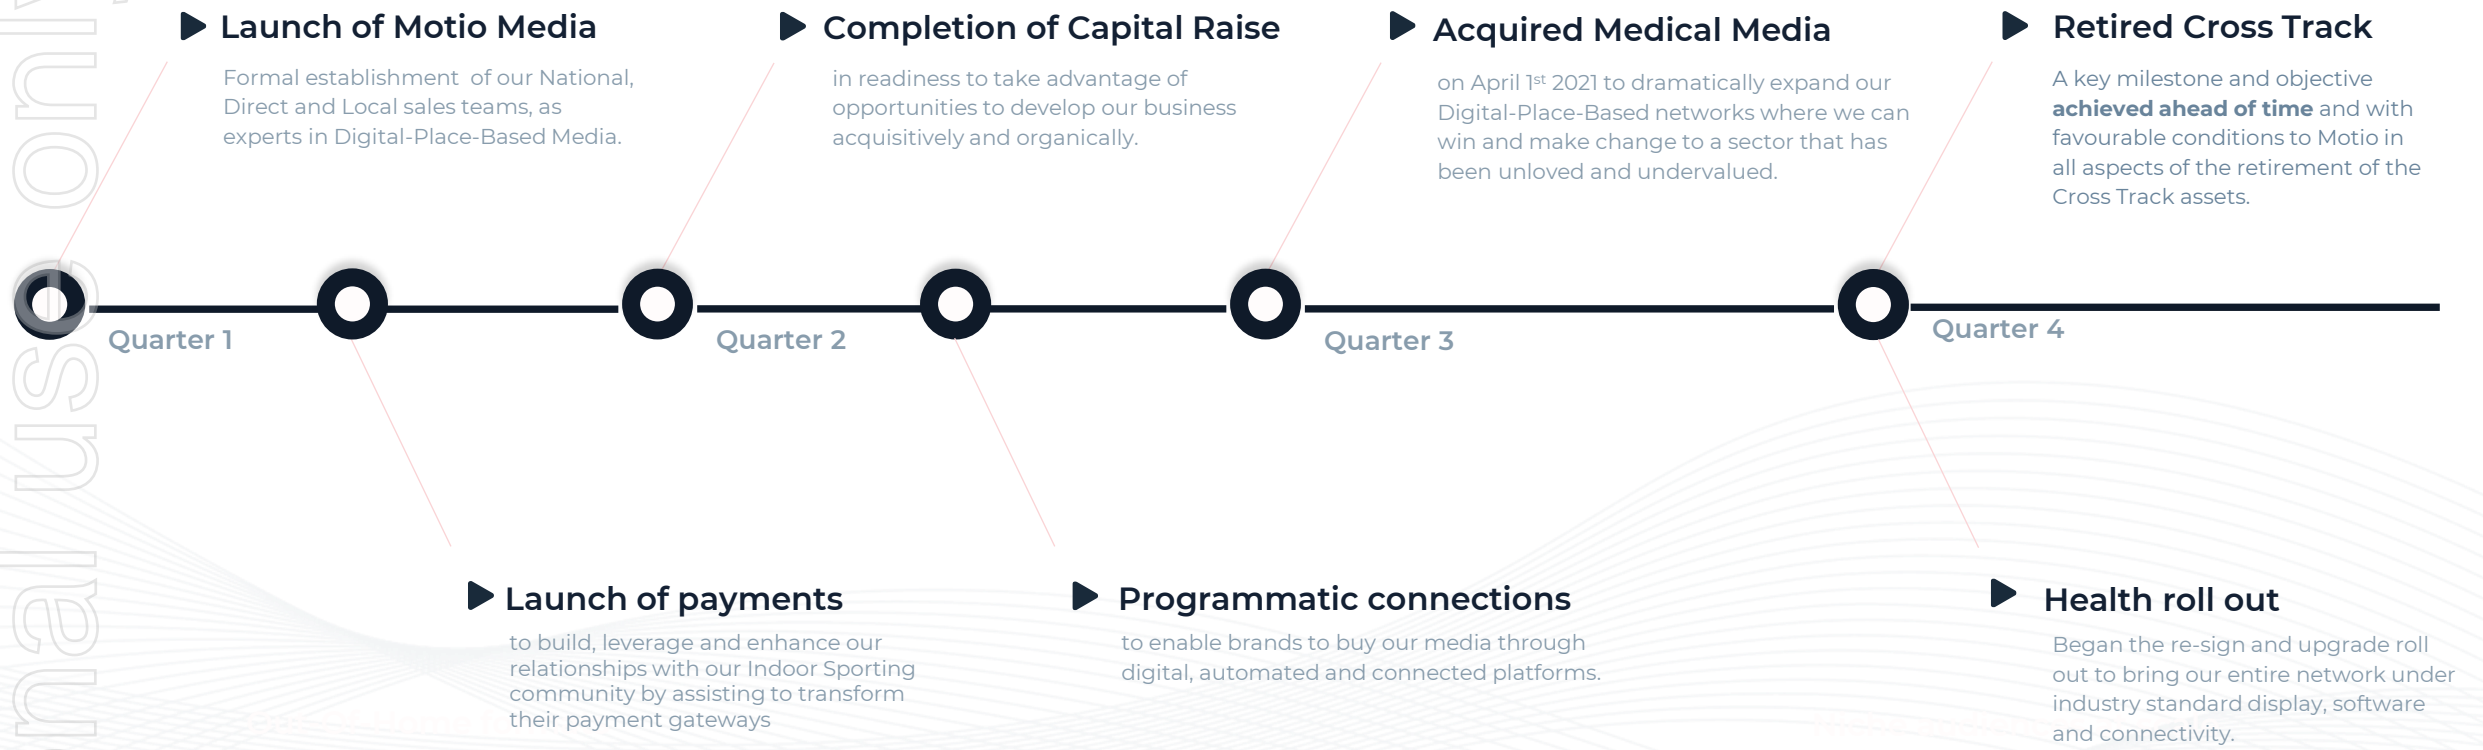 Launch of Motio Media
Formal establishment of our National,
Direct and Local sales teams, as
experts in Digital-Place-Based Media.
Completion of Capital Raise
in readiness to take advantage of
opportunities to develop our business
acquisitively and organically.
Acquired Medical Media
on April 1st 2021 to dramatically expand our
Digital-Place-Based networks where we can
win and make change to a sector that has
been unloved and undervalued.
Retired Cross Track
A key milestone and objective
achieved ahead of time and with
favourable conditions to Motio in
all aspects of the retirement of the
Cross Track assets.
Quarter 1
Quarter 2
Quarter 3
Quarter 4
Launch of payments
to build, leverage and enhance our
relationships with our Indoor Sporting
community by assisting to transform
their payment gateways
Programmatic connections
to enable brands to buy our media through
digital, automated and connected platforms.
Health roll out
Began the re-sign and upgrade roll
out to bring our entire network under
industry standard display, software
and connectivity.
nal use only